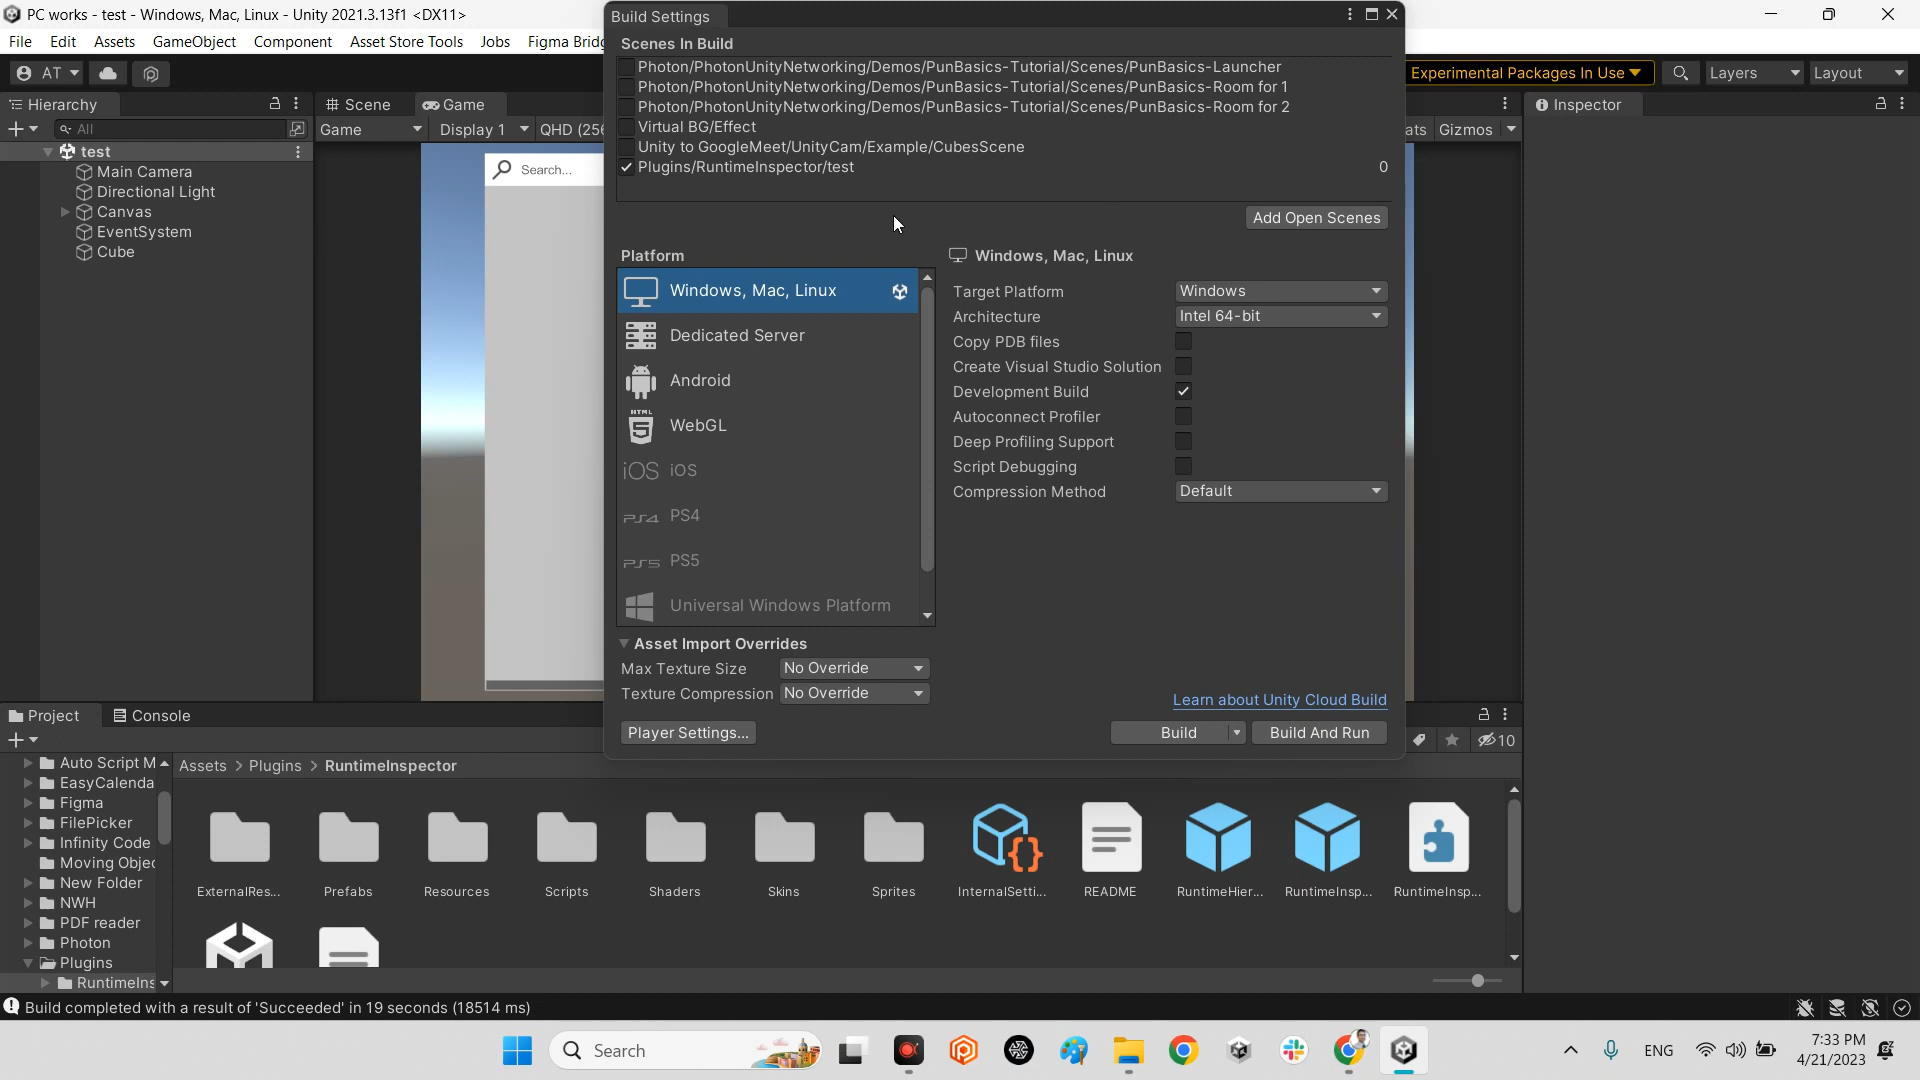 PC works - test - Windows, Mac, Linux - Unity 2021.3.13f1 <DX11>
File Edit Assets GameObject Component Asset Store Tools Jobs Figma Bridg
AT
Experimental Packages In Use
Layers
Layout
Hierarchy
All
test
Main Camera
Directional Light
Canvas
EventSystem
Cube
Scene
Game
Game
Display 1
QHD (256
Search...
Build Settings
Scenes In Build
Photon/PhotonUnityNetworking/Demos/PunBasics-Tutorial/Scenes/PunBasics-Launcher
Photon/PhotonUnityNetworking/Demos/PunBasics-Tutorial/Scenes/PunBasics-Room for 1
Photon/PhotonUnityNetworking/Demos/PunBasics-Tutorial/Scenes/PunBasics-Room for 2
Virtual BG/Effect
Unity to GoogleMeet/UnityCam/Example/CubesScene
Plugins/RuntimeInspector/test 0
Add Open Scenes
Platform
Windows, Mac, Linux
Dedicated Server
Android
HTML
5
WebGL
iOS iOS
PS4 PS4
PS5 PS5
Universal Windows Platform
Windows, Mac, Linux
Target Platform Windows
Architecture Intel 64-bit
Copy PDB files
Create Visual Studio Solution
Development Build
Autoconnect Profiler
Deep Profiling Support
Script Debugging
Compression Method Default
Asset Import Overrides
Max Texture Size No Override
Texture Compression No Override
Learn about Unity Cloud Build
Player Settings...
Build
Build And Run
ats
Gizmos
Inspector
Project
Console
10
Auto Script M
EasyCalenda
Figma
FilePicker
Infinity Code
Moving Objec
New Folder
NWH
PDF reader
Photon
Plugins
RuntimeIns
Assets > Plugins > RuntimeInspector
ExternalRes...
Prefabs
Resources
Scripts
Shaders
Skins
Sprites
InternalSetti...
README
RuntimeHier...
RuntimeInsp...
RuntimeInsp...
Build completed with a result of 'Succeeded' in 19 seconds (18514 ms)
Search
ENG
7:33 PM
4/21/2023